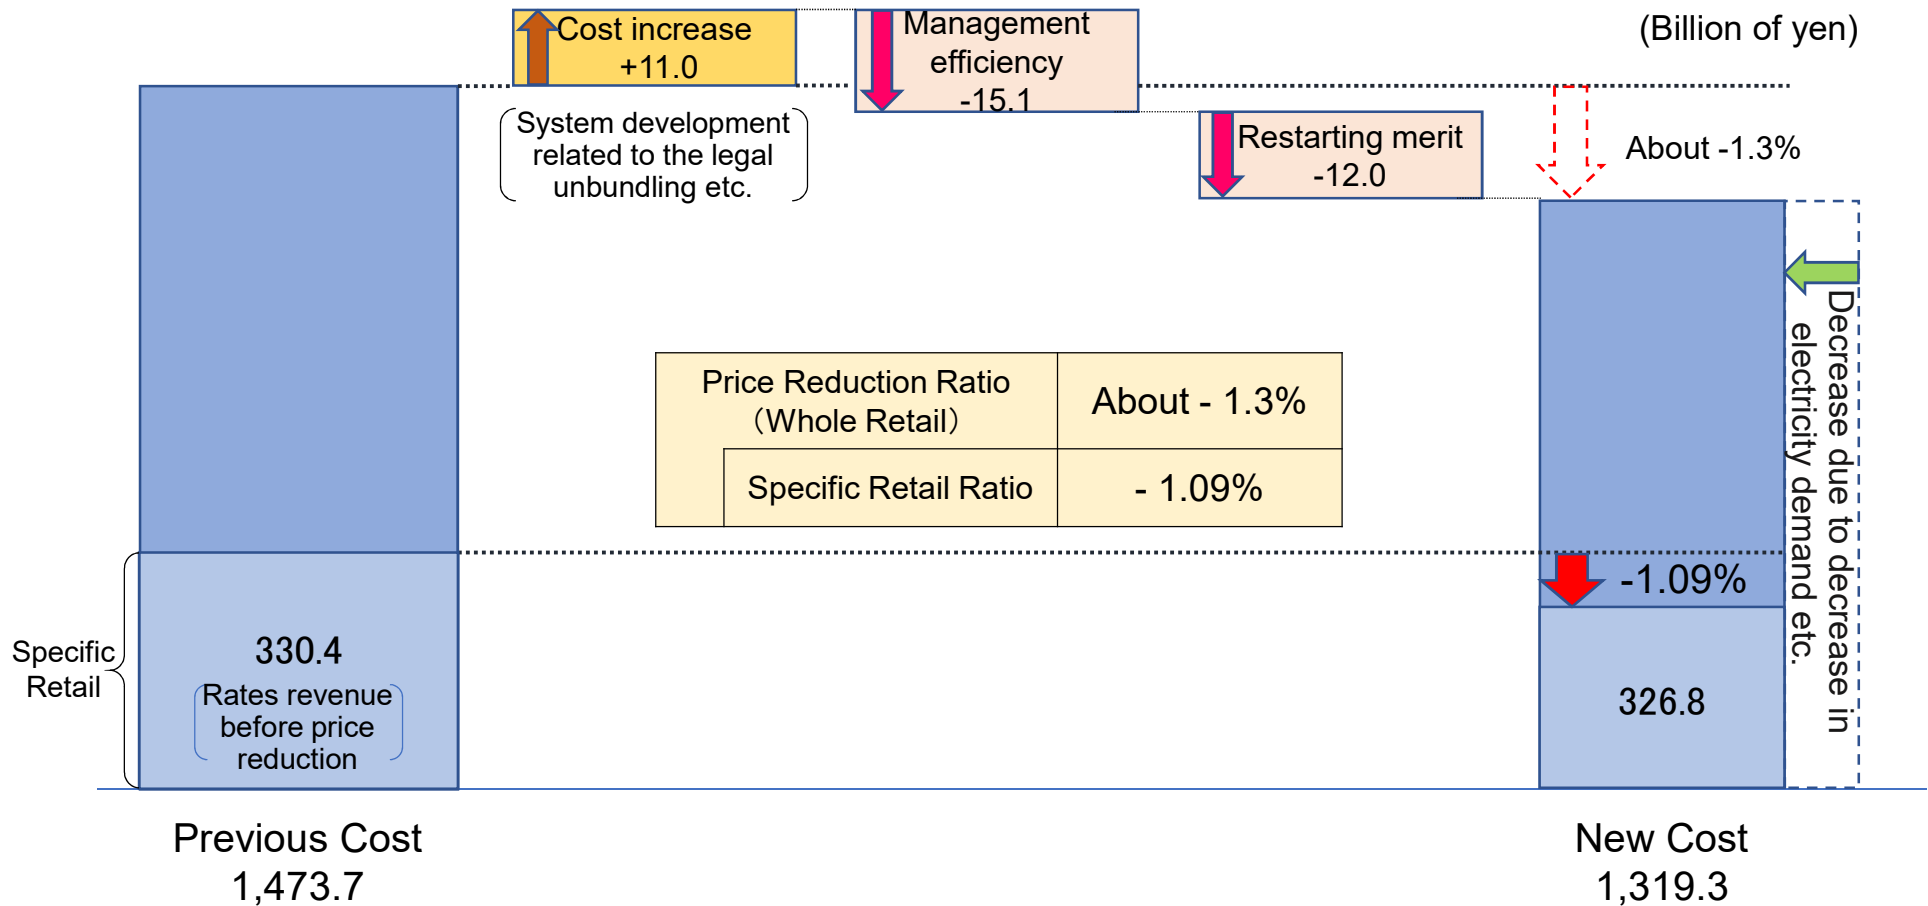 (Billion of yen)
Cost increase
+11.0
System development
related to the legal
unbundling etc.
Management
efficiency
-15.1
Restarting merit
-12.0
About -1.3%
Price Reduction Ratio
（Whole Retail）
About - 1.3%
Specific Retail Ratio
- 1.09%
Decrease due to decrease in
electricity demand etc.
-1.09%
Specific
Retail
330.4
Rates revenue
before price
reduction
326.8
Previous Cost
1,473.7
New Cost
1,319.3